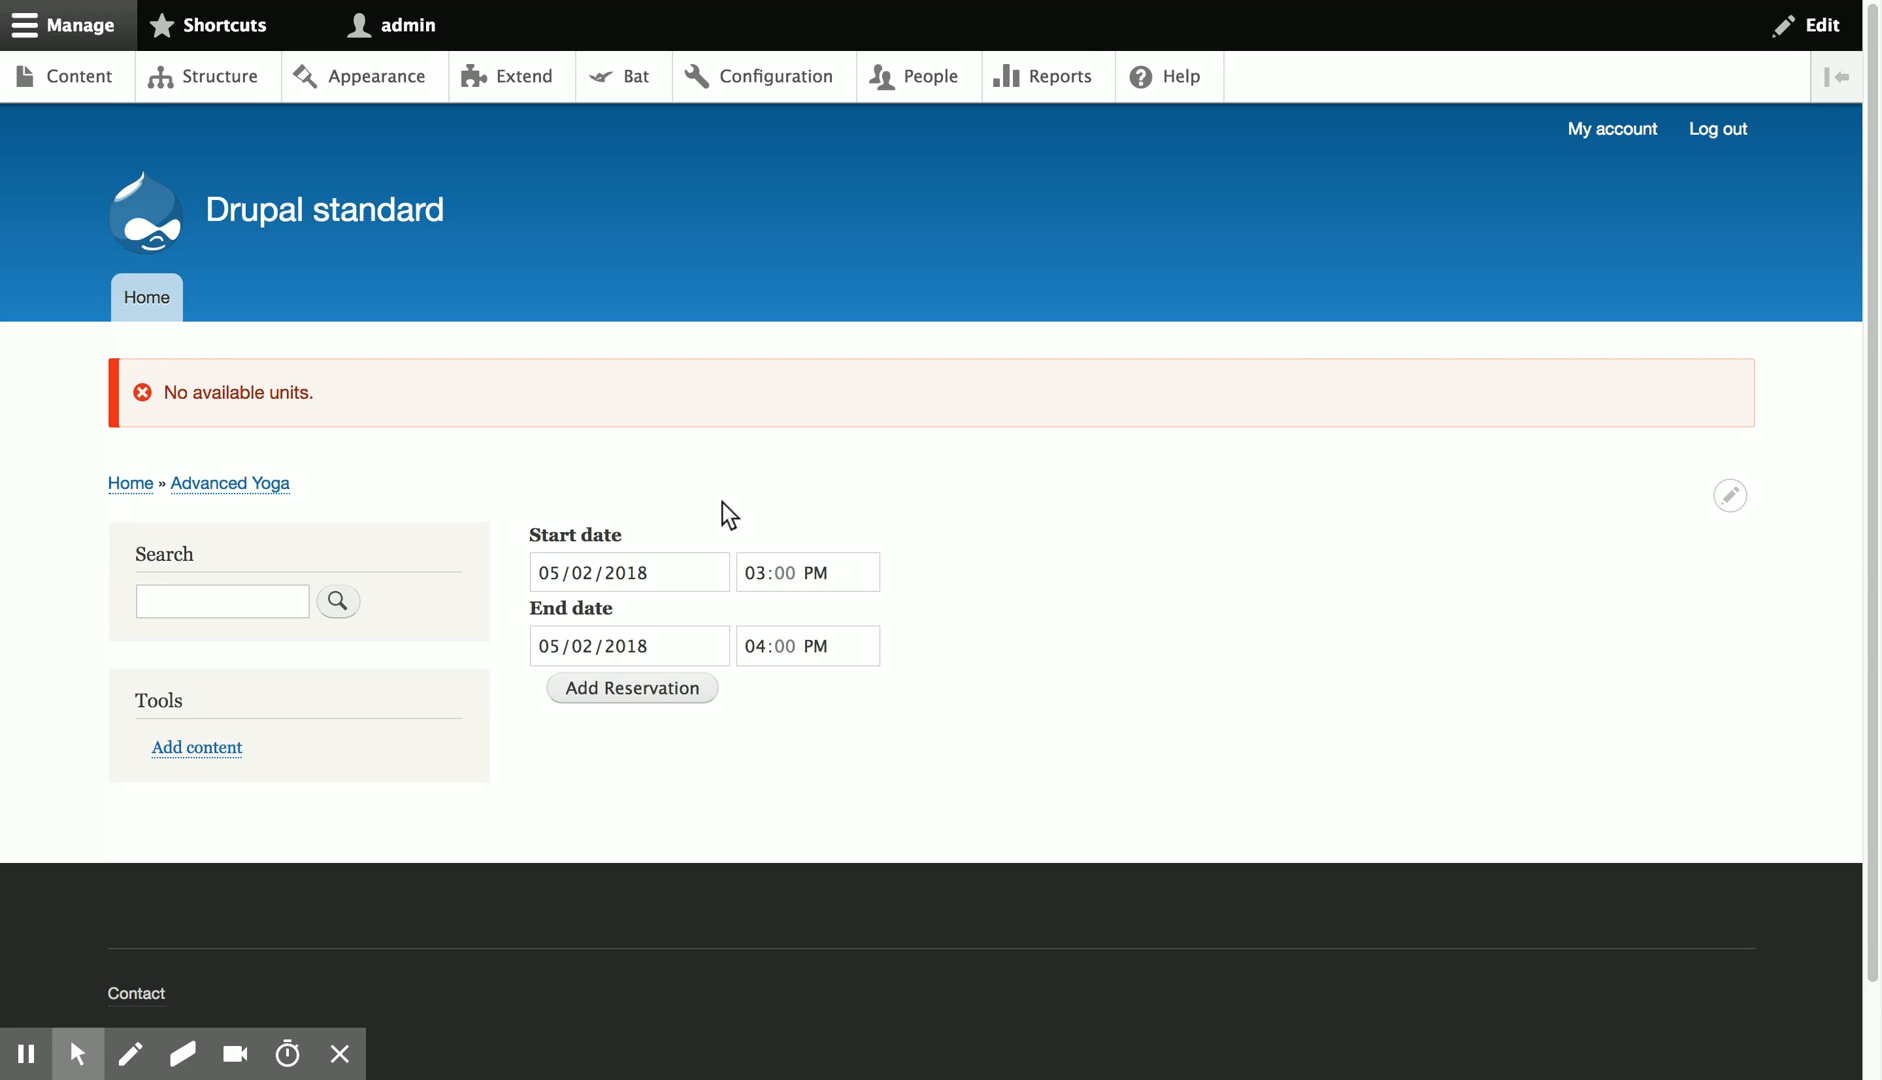 Manage Shortcuts admin Edit
Content Structure Appearance Extend Bat Configuration People Reports Help
My account Log out
Drupal standard
Home
No available units.
Home » Advanced Yoga
Search
Start date
05/02/2018 03:00 PM
End date
05/02/2018 04:00 PM
Add Reservation
Tools
Add content
Contact